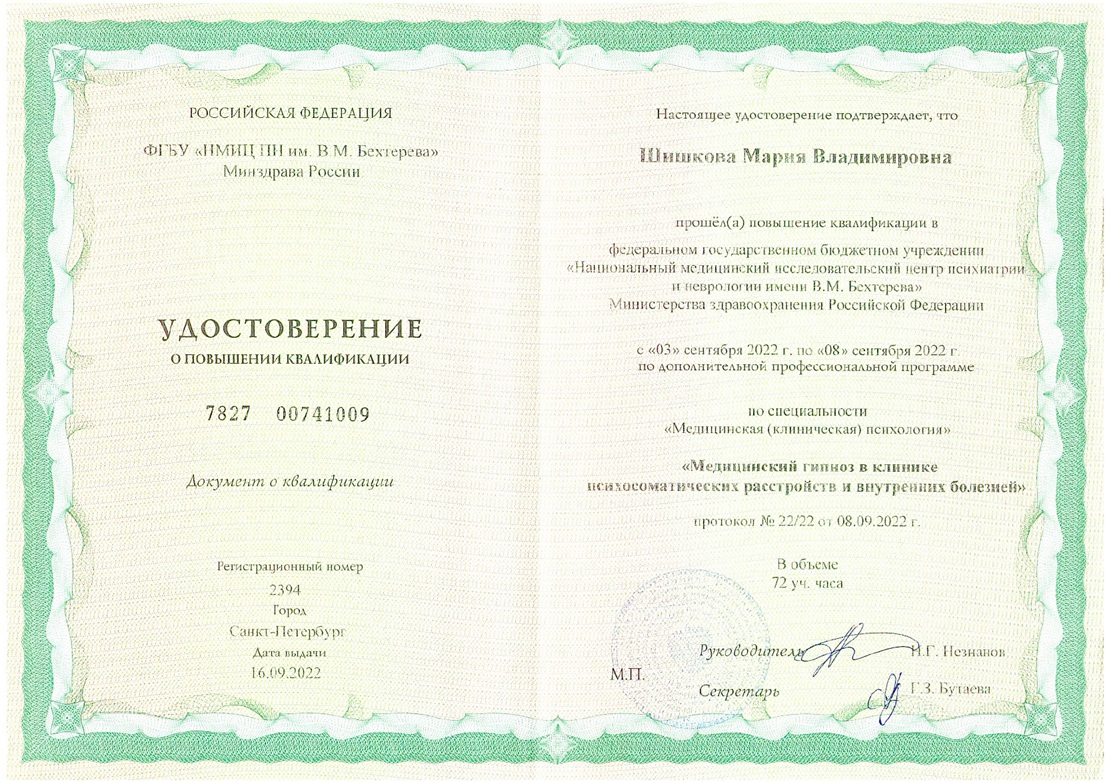 РОССИЙСКАЯ ФЕДЕРАЦИЯ
ФГБУ «НМИЦ ПН им. В.М. Бехтерева»
Минздрава России
УДОСТОВЕРЕНИЕ
О ПОВЫШЕНИИ КВАЛИФИКАЦИИ
7827 00741009
Документ о квалификации
Регистрационный номер
2394
Город
Санкт-Петербург
Дата выдачи
16.09.2022
Настоящее удостоверение подтверждает, что
Шишкова Мария Владимировна
прошёл(а) повышение квалификации в
федеральном государственном бюджетном учреждении
«Национальный медицинский исследовательский центр психиатрии
и неврологии имени В.М. Бехтерева»
Министерства здравоохранения Российской Федерации
с «03» сентября 2022 г. по «08» сентября 2022 г
по дополнительной профессиональной программе
по специальности
«Медицинская (клиническая) психология»
«Медицинский гипноз в клинике
психосоматических расстройств и внутренних болезней»
протокол № 22/22 от 08.09.2022 г.
В объеме
72 уч. часа
Руководитель Н.Г. Незнанов
М.П.
Секретарь Г.З. Бутаева